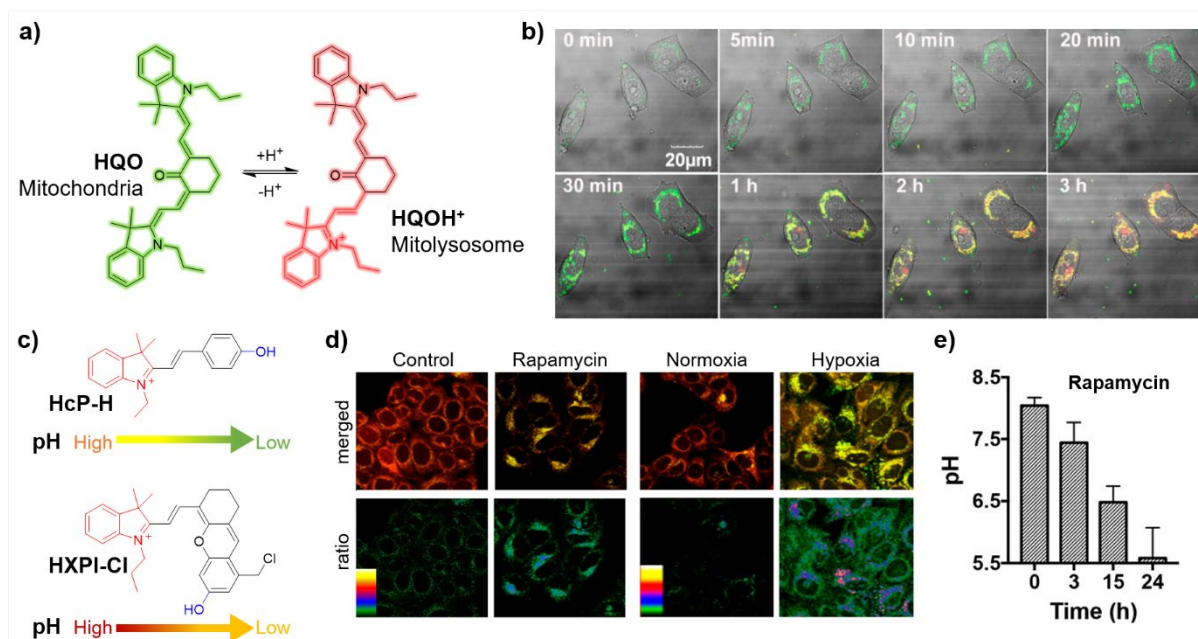 a)
N
O
N
HQO
Mitochondria
+H⁺
-H⁺
N
O
N
+
HQOH⁺
Mitolysosome
b)
0 min
5min
10 min
20 min
20μm
30 min
1 h
2 h
3 h
c)
OH
N
+
HcP-H
pH High Low
N
+
O
Cl
HO
HXPI-Cl
pH High Low
d)
Control Rapamycin Normoxia Hypoxia
merged
ratio
e)
Rapamycin
8.5
7.5
6.5
5.5
pH
0 3 15 24
Time (h)